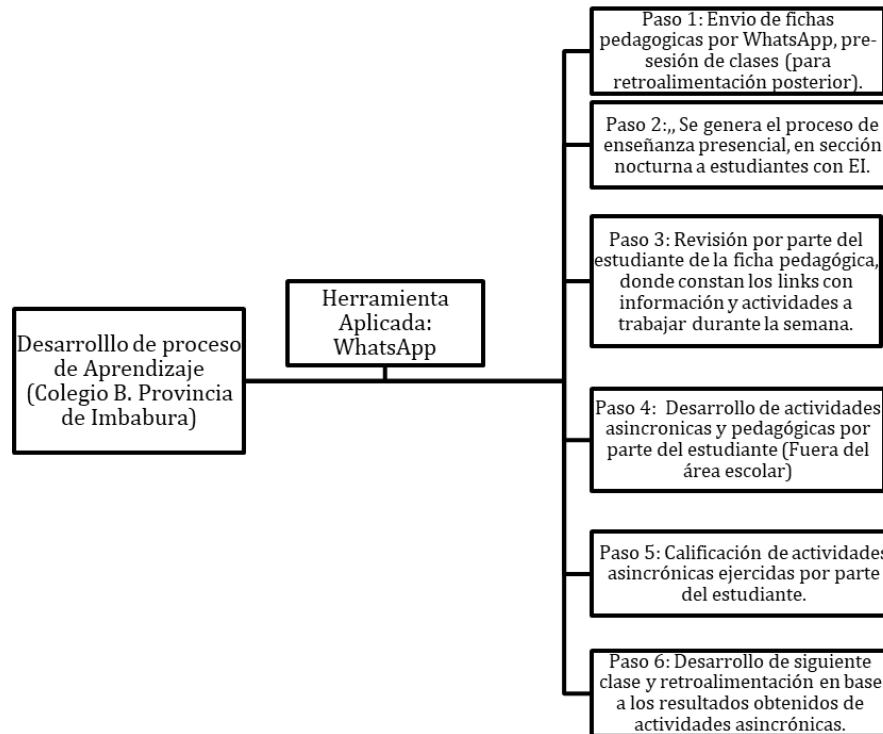 Desarrolllo de proceso
de Aprendizaje
(Colegio B. Provincia
de Imbabura)
Herramienta
Aplicada:
WhatsApp
Paso 1: Envio de fichas
pedagogicas por WhatsApp, pre-
sesión de clases (para
retroalimentación posterior).
Paso 2:,, Se genera el proceso de
enseñanza presencial, en sección
nocturna a estudiantes con EI.
Paso 3: Revisión por parte del
estudiante de la ficha pedagógica,
donde constan los links con
información y actividades a
trabajar durante la semana.
Paso 4: Desarrollo de actividades
asincronicas y pedagógicas por
parte del estudiante (Fuera del
área escolar)
Paso 5: Calificación de actividades
asincrónicas ejercidas por parte
del estudiante.
Paso 6: Desarrollo de siguiente
clase y retroalimentación en base
a los resultados obtenidos de
actividades asincrónicas.